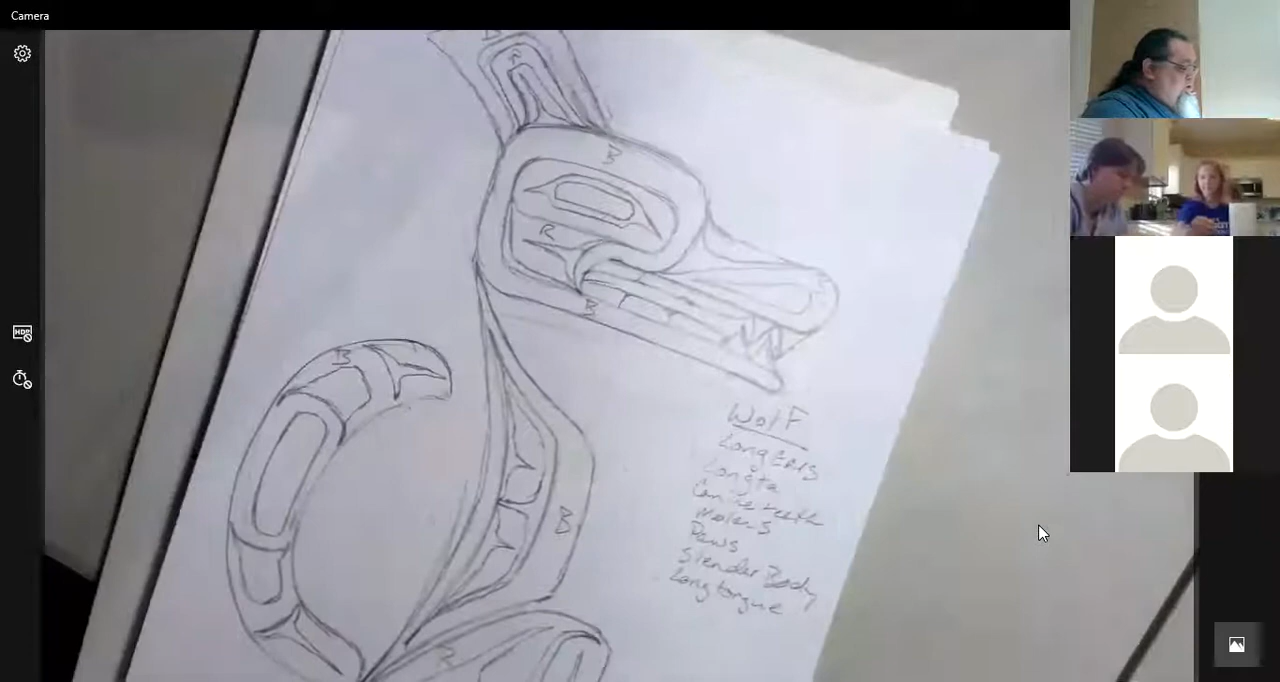 Camera
B
R
B
R
B
B
B
Wolf
Long Ears
Long ta
Canine teeth
Molars
Paws
Slender Body
Long tongue
R